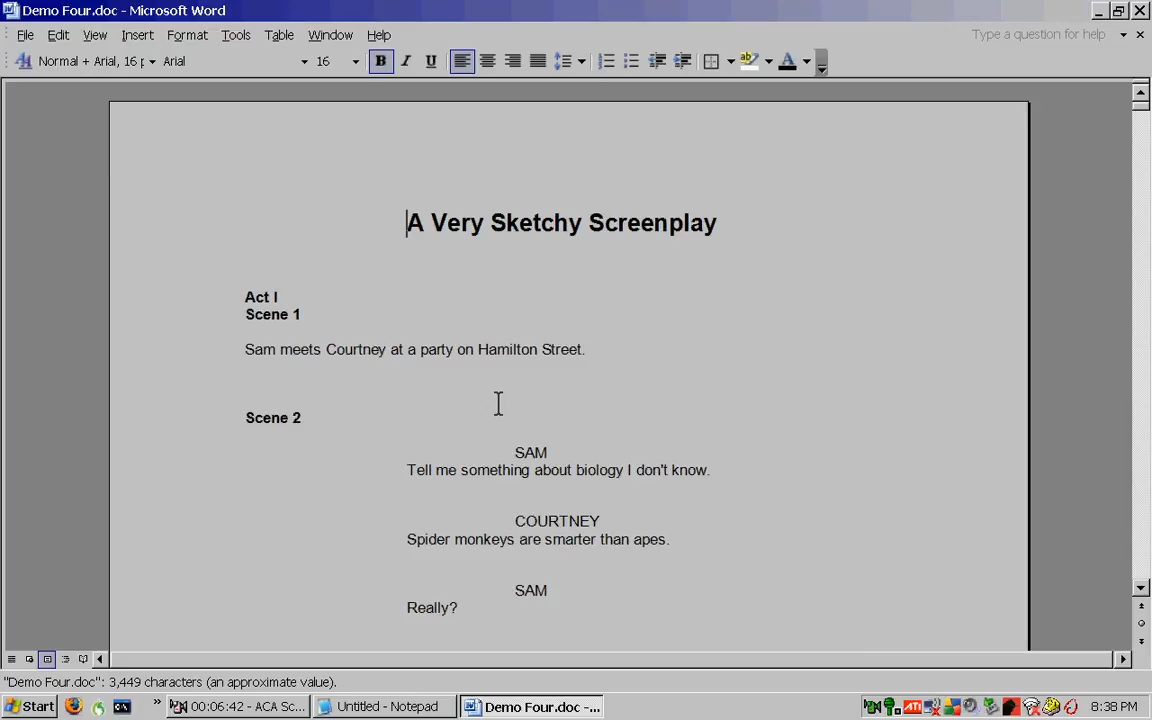 Demo Four.doc - Microsoft Word
File Edit View Insert Format Tools Table Window Help
Type a question for help
Normal + Arial, 16 p Arial 16 B I U
A Very Sketchy Screenplay
Act I
Scene 1
Sam meets Courtney at a party on Hamilton Street.
Scene 2
SAM
Tell me something about biology I don't know.
COURTNEY
Spider monkeys are smarter than apes.
SAM
Really?
"Demo Four.doc": 3,449 characters (an approximate value).
Start » 00:06:42 - ACA Sc... Untitled - Notepad Demo Four.doc -... ATI 8:38 PM